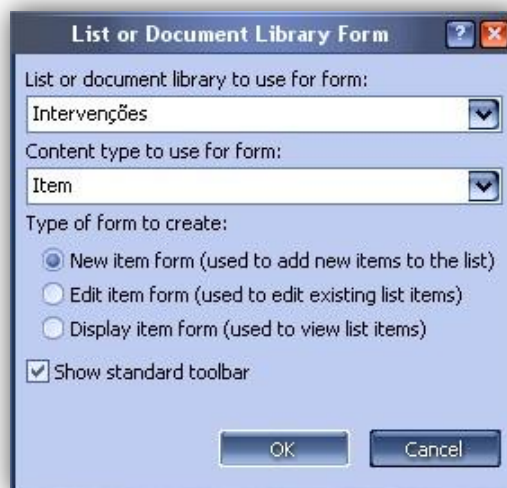 List or Document Library Form
List or document library to use for form:
Intervenções
Content type to use for form:
Item
Type of form to create:
New item form (used to add new items to the list)
Edit item form (used to edit existing list items)
Display item form (used to view list items)
Show standard toolbar
OK Cancel